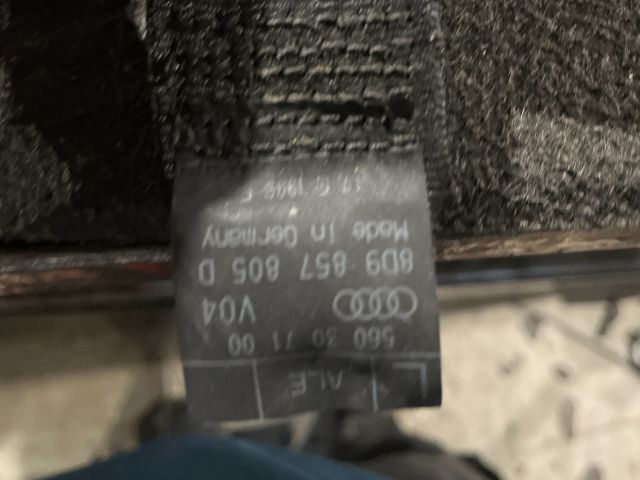 L ALE
560 30 71 00
V04
8D9 857 805 D
Made in Germany